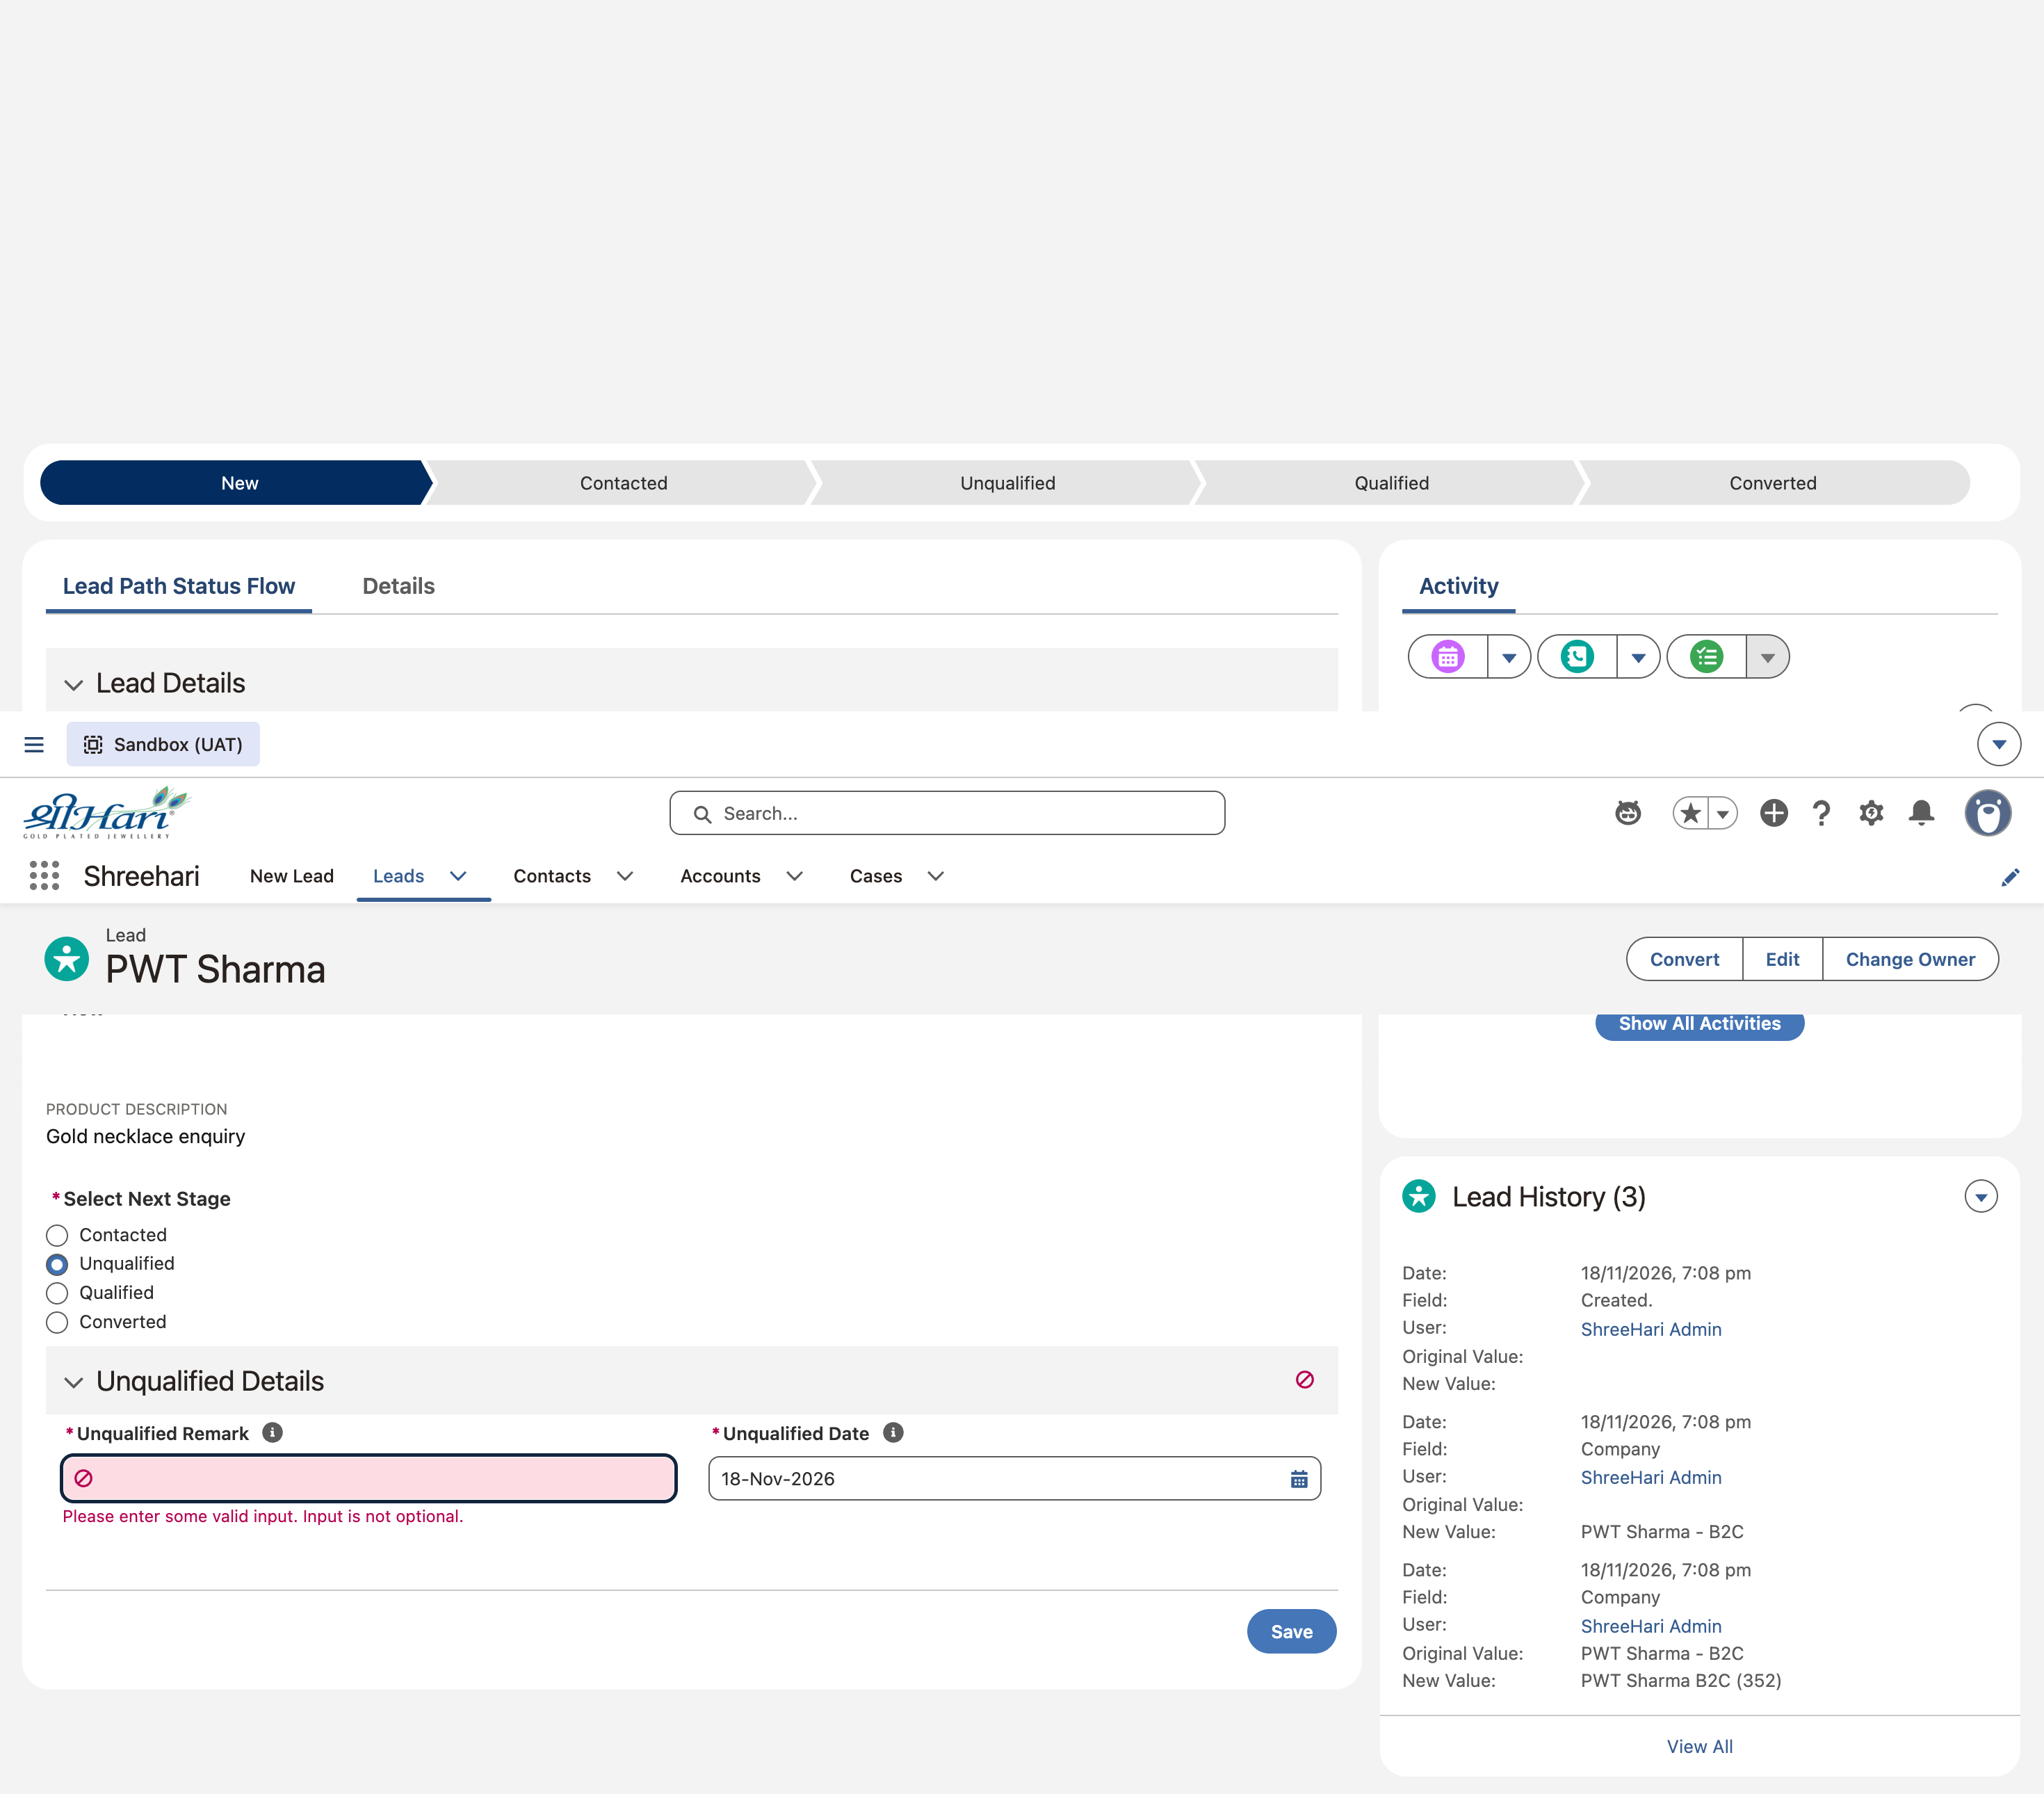 New
Contacted
Unqualified
Qualified
Converted
Lead Path Status Flow
Details
Lead Details
Activity
Sandbox (UAT)
श्रीHari®
GOLD PLATED JEWELLERY
Search...
Shreehari
New Lead
Leads
Contacts
Accounts
Cases
Lead
PWT Sharma
Convert
Edit
Change Owner
PRODUCT DESCRIPTION
Gold necklace enquiry
*Select Next Stage
Contacted
Unqualified
Qualified
Converted
Unqualified Details
*Unqualified Remark
*Unqualified Date
18-Nov-2026
Please enter some valid input. Input is not optional.
Save
Show All Activities
Lead History (3)
Date: 18/11/2026, 7:08 pm
Field: Created.
User: ShreeHari Admin
Original Value:
New Value:
Date: 18/11/2026, 7:08 pm
Field: Company
User: ShreeHari Admin
Original Value:
New Value: PWT Sharma - B2C
Date: 18/11/2026, 7:08 pm
Field: Company
User: ShreeHari Admin
Original Value: PWT Sharma - B2C
New Value: PWT Sharma B2C (352)
View All